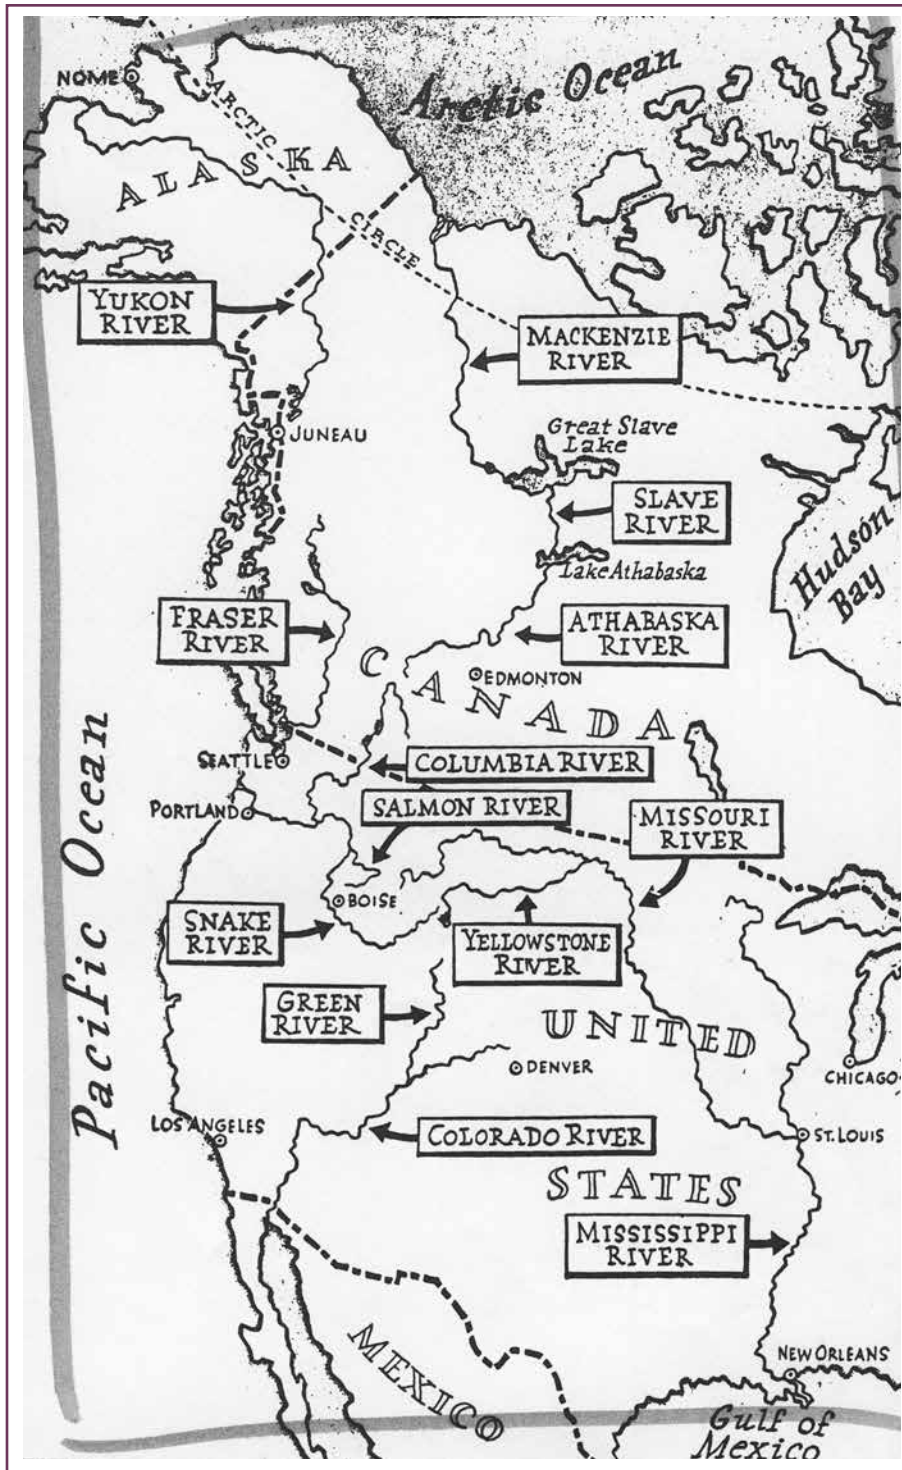 Arctic Ocean
NOME
ARCTIC
CIRCLE
ALASKA
YUKON
RIVER
MACKENZIE
RIVER
JUNEAU
Great Slave
Lake
SLAVE
RIVER
Hudson
Bay
Lake Athabaska
FRASER
RIVER
ATHABASKA
RIVER
CANADA
EDMONTON
Pacific Ocean
SEATTLE
COLUMBIA RIVER
PORTLAND
SALMON RIVER
MISSOURI
RIVER
BOISE
SNAKE
RIVER
YELLOWSTONE
RIVER
GREEN
RIVER
UNITED
DENVER
CHICAGO
LOS ANGELES
COLORADO RIVER
ST. LOUIS
STATES
MISSISSIPPI
RIVER
MEXICO
NEW ORLEANS
Gulf of
Mexico